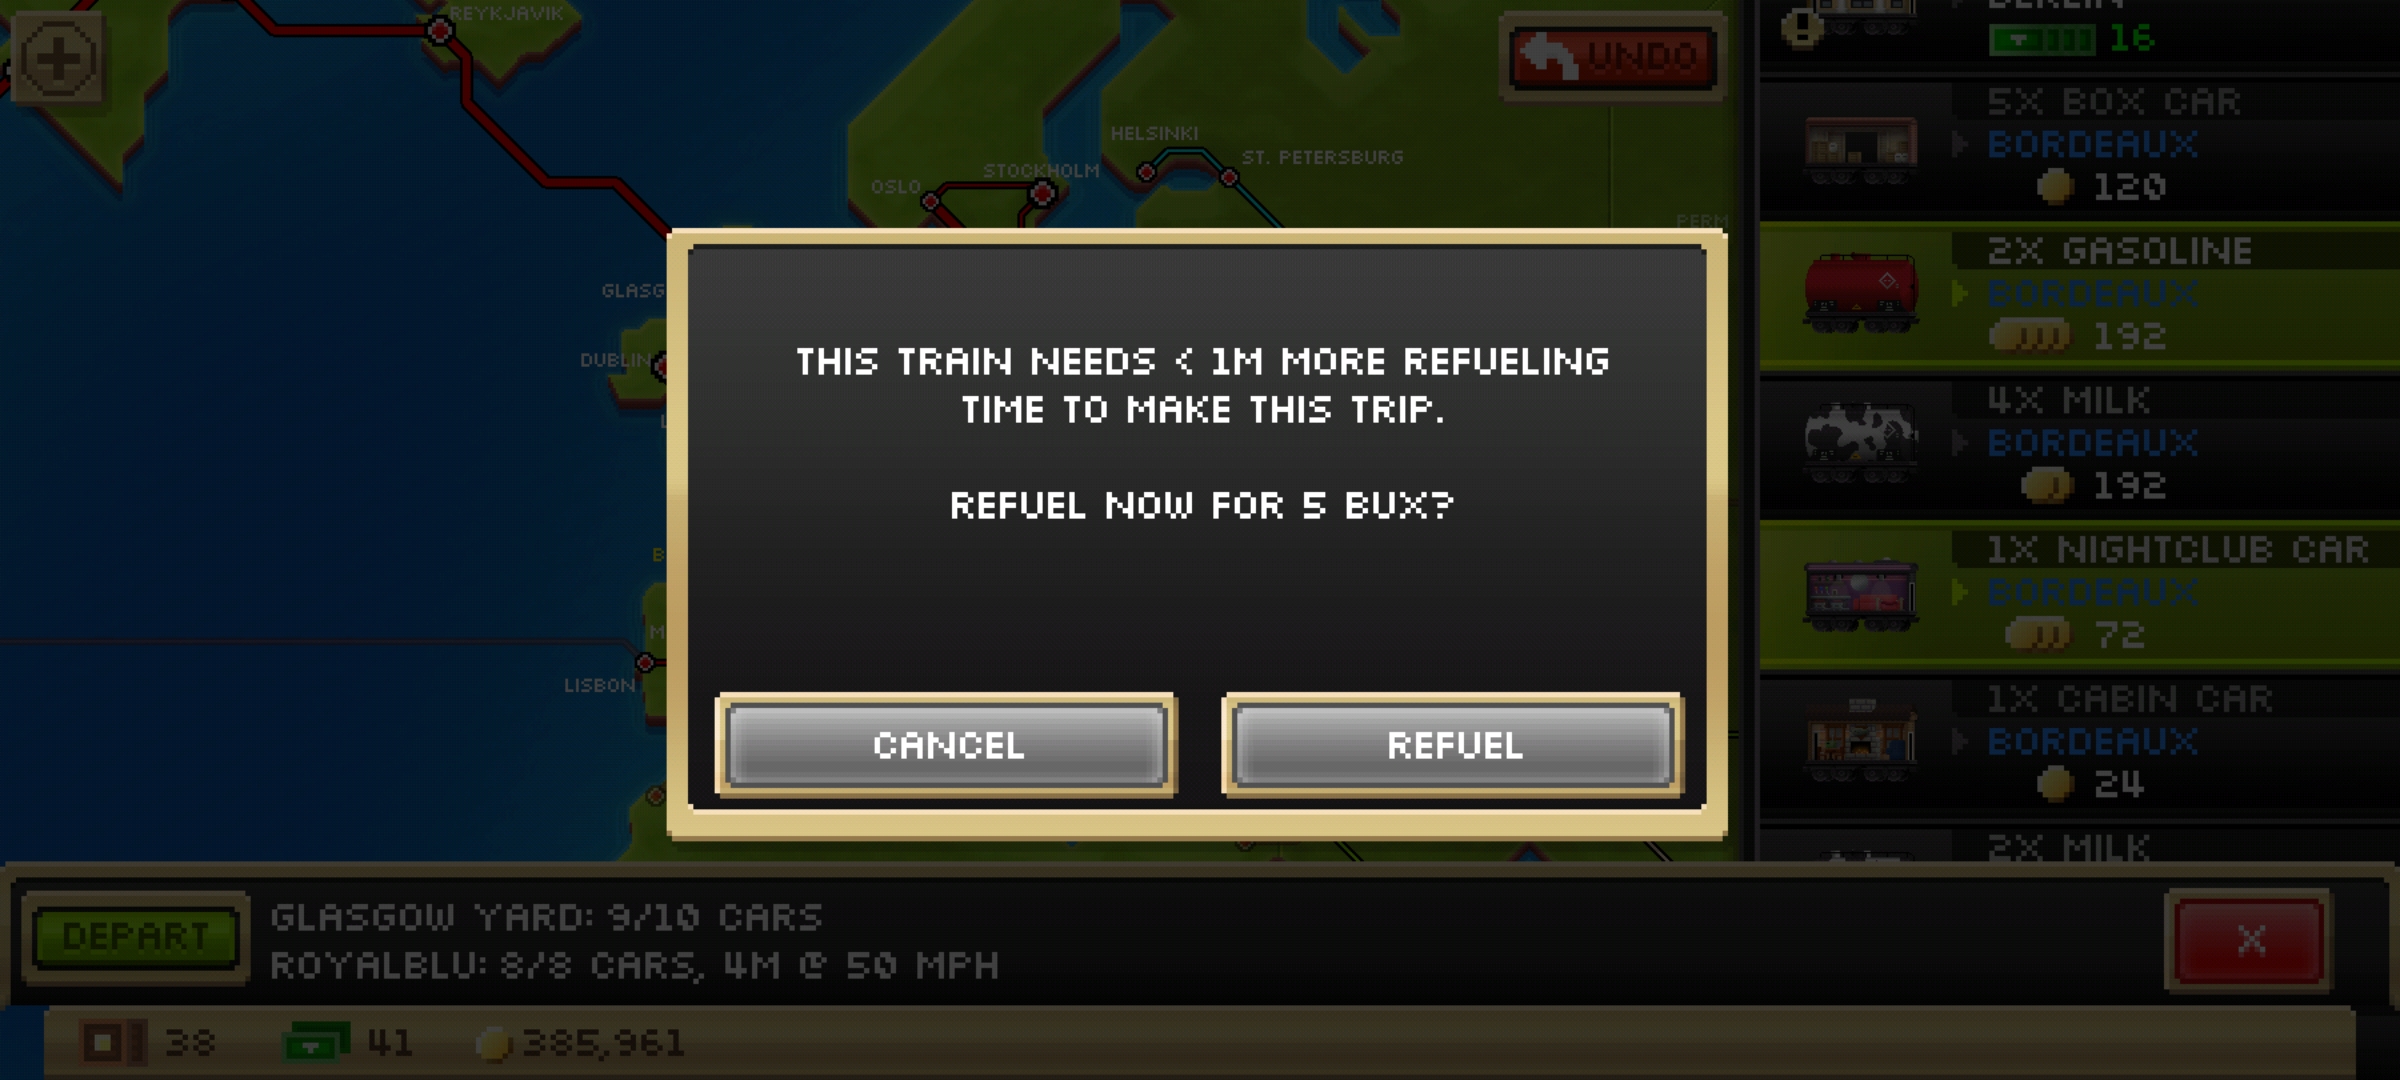 REYKJAVIK
UNDO
BERLIN
16
5X BOX CAR
BORDEAUX
120
HELSINKI
ST. PETERSBURG
STOCKHOLM
OSLO
PERM
2X GASOLINE
BORDEAUX
192
GLASG
DUBLIN
THIS TRAIN NEEDS < 1M MORE REFUELING
TIME TO MAKE THIS TRIP.
REFUEL NOW FOR 5 BUX?
4X MILK
BORDEAUX
192
1X NIGHTCLUB CAR
BORDEAUX
72
LISBON
CANCEL
REFUEL
1X CABIN CAR
BORDEAUX
24
2X MILK
DEPART
GLASGOW YARD: 9/10 CARS
ROYALBLU: 8/8 CARS, 4M @ 50 MPH
X
38
41
385,961